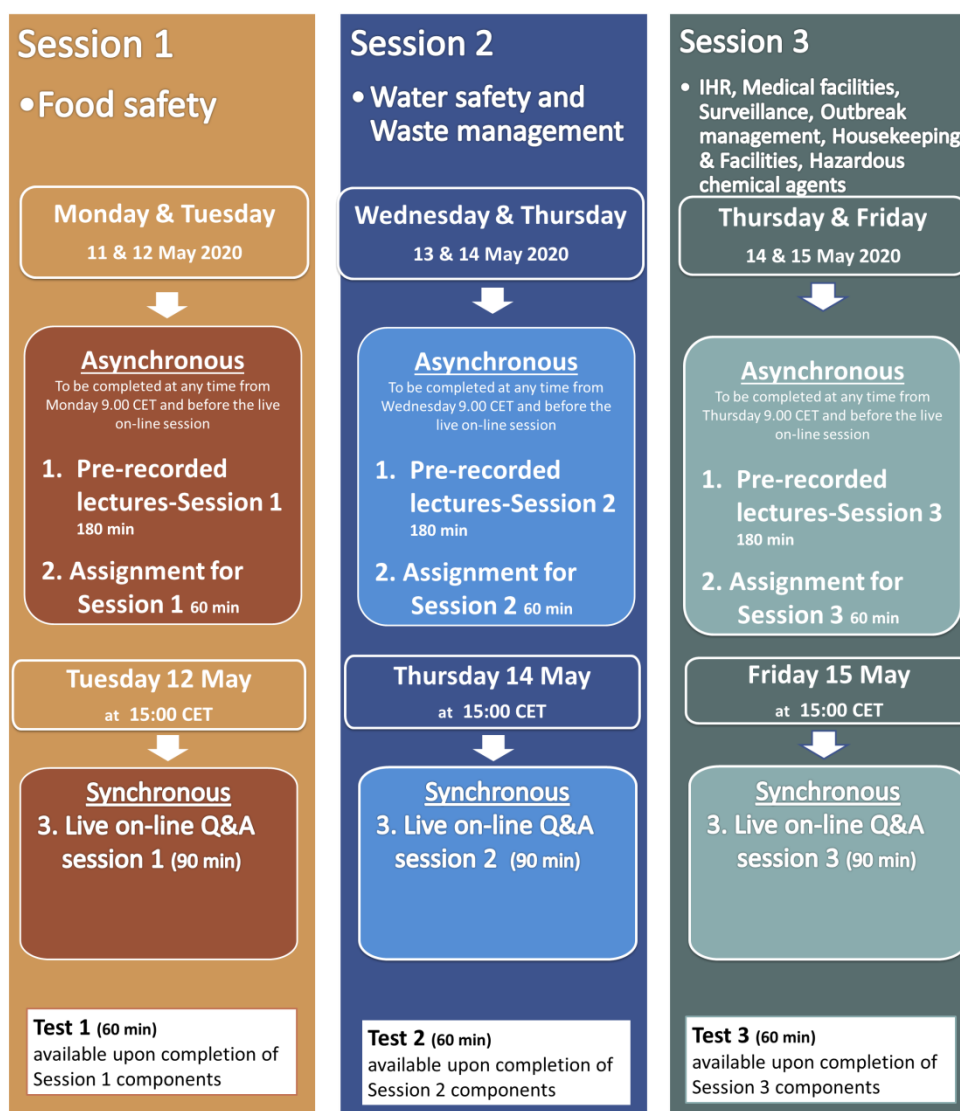 Session 1
•Food safety
Monday & Tuesday
11 & 12 May 2020
Asynchronous
To be completed at any time from
Monday 9.00 CET and before the live
on-line session
1. Pre-recorded
lectures-Session 1
180 min
2. Assignment for
Session 1 60 min
Tuesday 12 May
at 15:00 CET
Synchronous
3. Live on-line Q&A
session 1 (90 min)
Test 1 (60 min)
available upon completion of
Session 1 components
Session 2
• Water safety and
Waste management
Wednesday & Thursday
13 & 14 May 2020
Asynchronous
To be completed at any time from
Wednesday 9.00 CET and before the
live on-line session
1. Pre-recorded
lectures-Session 2
180 min
2. Assignment for
Session 2 60 min
Thursday 14 May
at 15:00 CET
Synchronous
3. Live on-line Q&A
session 2 (90 min)
Test 2 (60 min)
available upon completion of
Session 2 components
Session 3
• IHR, Medical facilities,
Surveillance, Outbreak
management, Housekeeping
& Facilities, Hazardous
chemical agents
Thursday & Friday
14 & 15 May 2020
Asynchronous
To be completed at any time from
Thursday 9.00 CET and before the live
on-line session
1. Pre-recorded
lectures-Session 3
180 min
2. Assignment for
Session 3 60 min
Friday 15 May
at 15:00 CET
Synchronous
3. Live on-line Q&A
session 3 (90 min)
Test 3 (60 min)
available upon completion of
Session 3 components